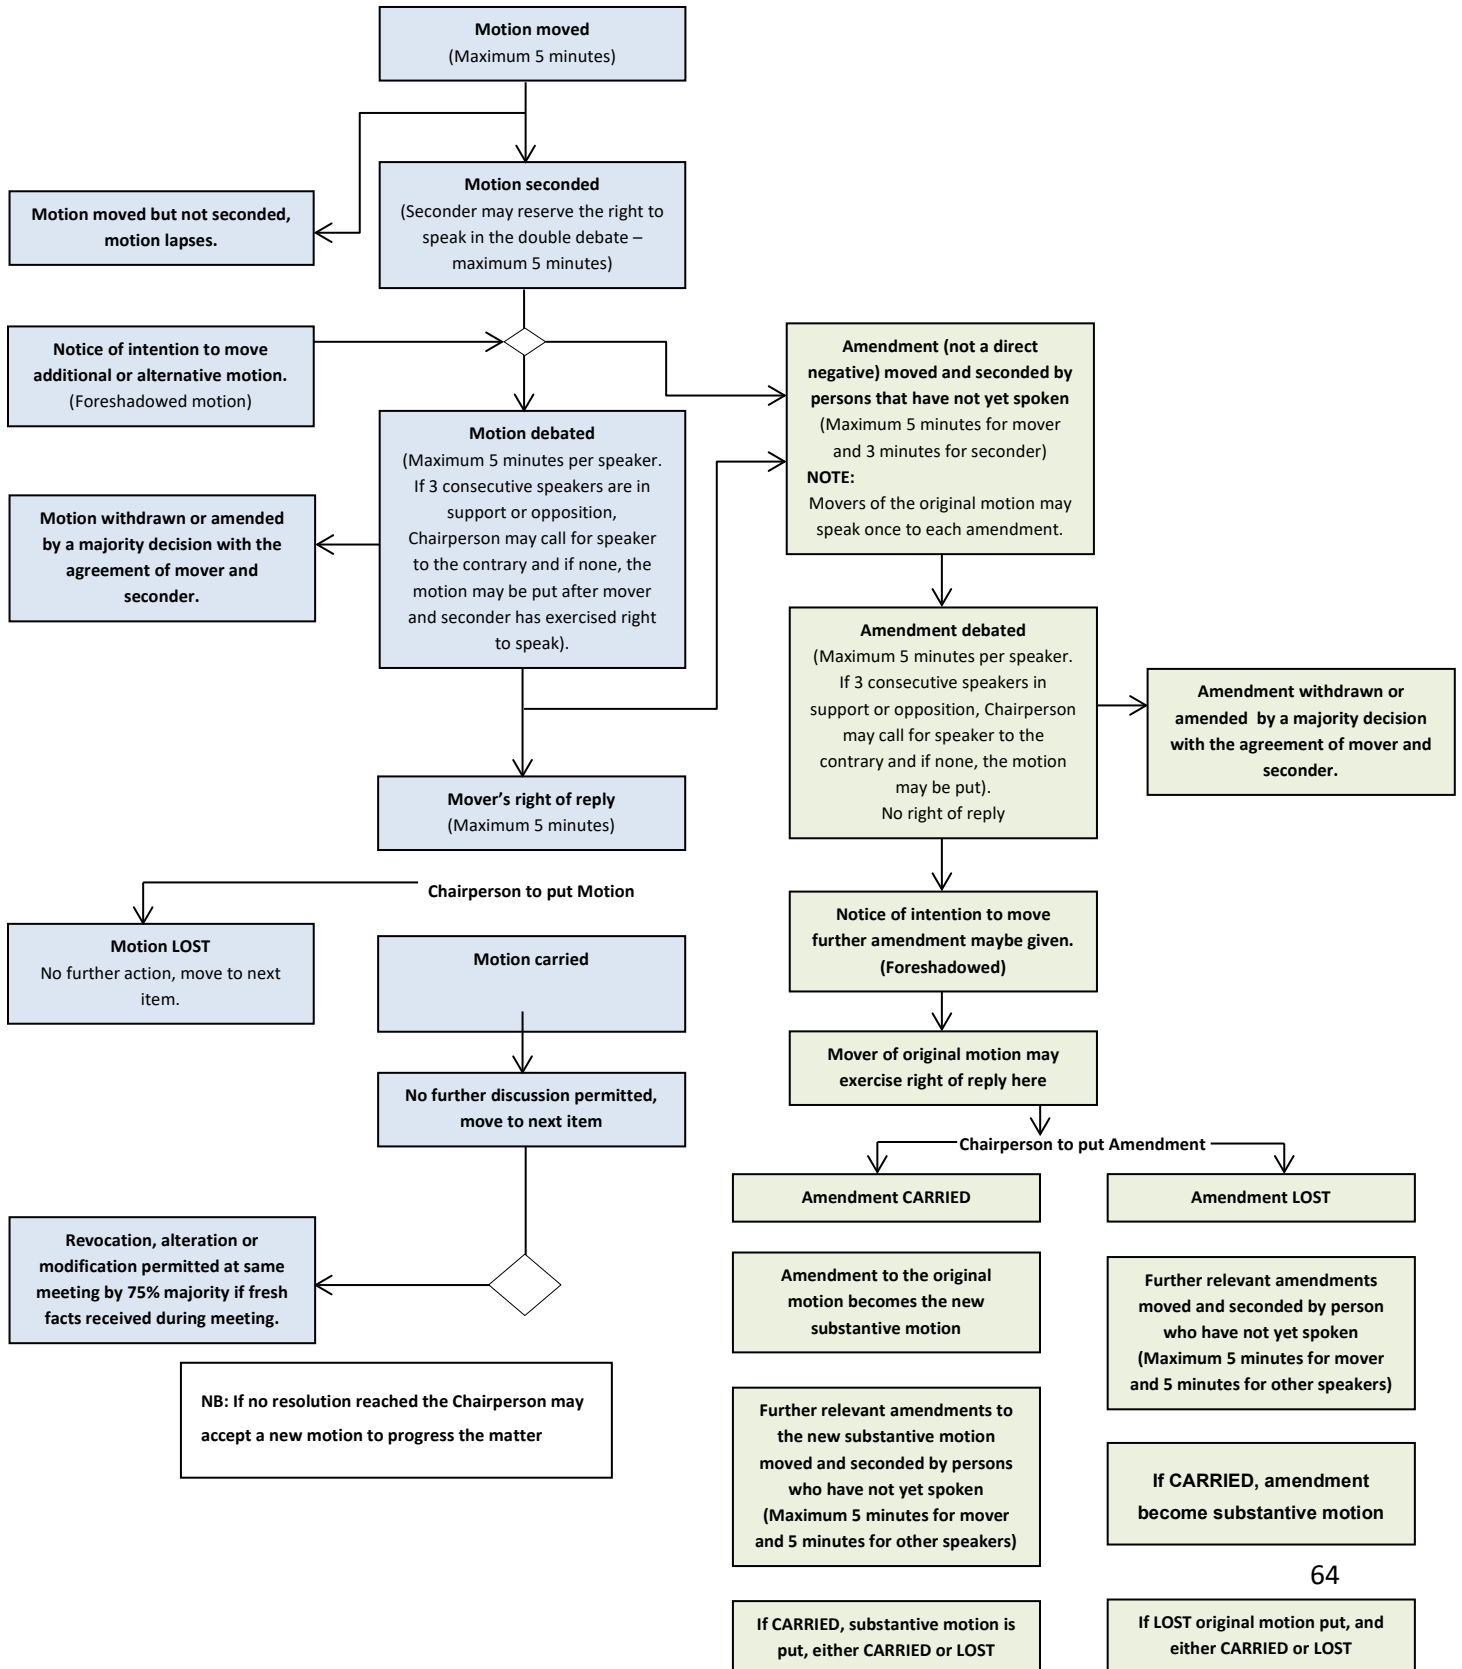 Motion moved
(Maximum 5 minutes)
Motion seconded
(Seconder may reserve the right to
speak in the double debate –
maximum 5 minutes)
Motion moved but not seconded,
motion lapses.
Notice of intention to move
additional or alternative motion.
(Foreshadowed motion)
Motion debated
(Maximum 5 minutes per speaker.
If 3 consecutive speakers are in
support or opposition,
Chairperson may call for speaker
to the contrary and if none, the
motion may be put after mover
and seconder has exercised right
to speak).
Motion withdrawn or amended
by a majority decision with the
agreement of mover and
seconder.
Mover’s right of reply
(Maximum 5 minutes)
Chairperson to put Motion
Motion LOST
No further action, move to next
item.
Motion carried
No further discussion permitted,
move to next item
Revocation, alteration or
modification permitted at same
meeting by 75% majority if fresh
facts received during meeting.
NB: If no resolution reached the Chairperson may
accept a new motion to progress the matter
Amendment (not a direct
negative) moved and seconded by
persons that have not yet spoken
(Maximum 5 minutes for mover
and 3 minutes for seconder)
NOTE:
Movers of the original motion may
speak once to each amendment.
Amendment debated
(Maximum 5 minutes per speaker.
If 3 consecutive speakers in
support or opposition, Chairperson
may call for speaker to the
contrary and if none, the motion
may be put).
No right of reply
Amendment withdrawn or
amended by a majority decision
with the agreement of mover and
seconder.
Notice of intention to move
further amendment maybe given.
(Foreshadowed)
Mover of original motion may
exercise right of reply here
Chairperson to put Amendment
Amendment CARRIED
Amendment to the original
motion becomes the new
substantive motion
Further relevant amendments to
the new substantive motion
moved and seconded by persons
who have not yet spoken
(Maximum 5 minutes for mover
and 5 minutes for other speakers)
If CARRIED, substantive motion is
put, either CARRIED or LOST
Amendment LOST
Further relevant amendments
moved and seconded by person
who have not yet spoken
(Maximum 5 minutes for mover
and 5 minutes for other speakers)
If CARRIED, amendment
become substantive motion
64
If LOST original motion put, and
either CARRIED or LOST